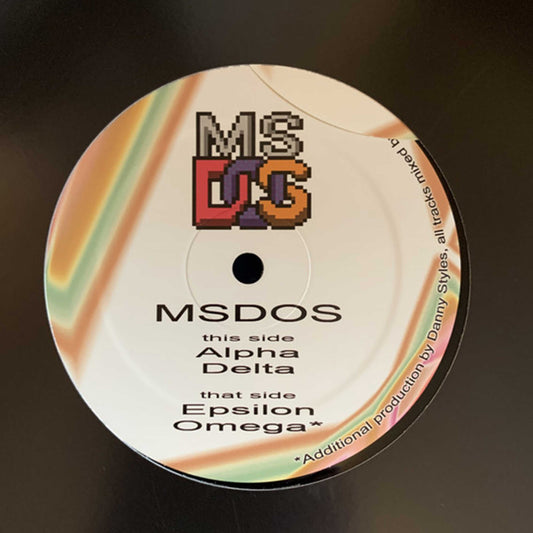 MS
DOS
MSDOS
this side
Alpha
Delta
that side
Epsilon
Omega*
*Additional production by Danny Styles, all tracks mixed